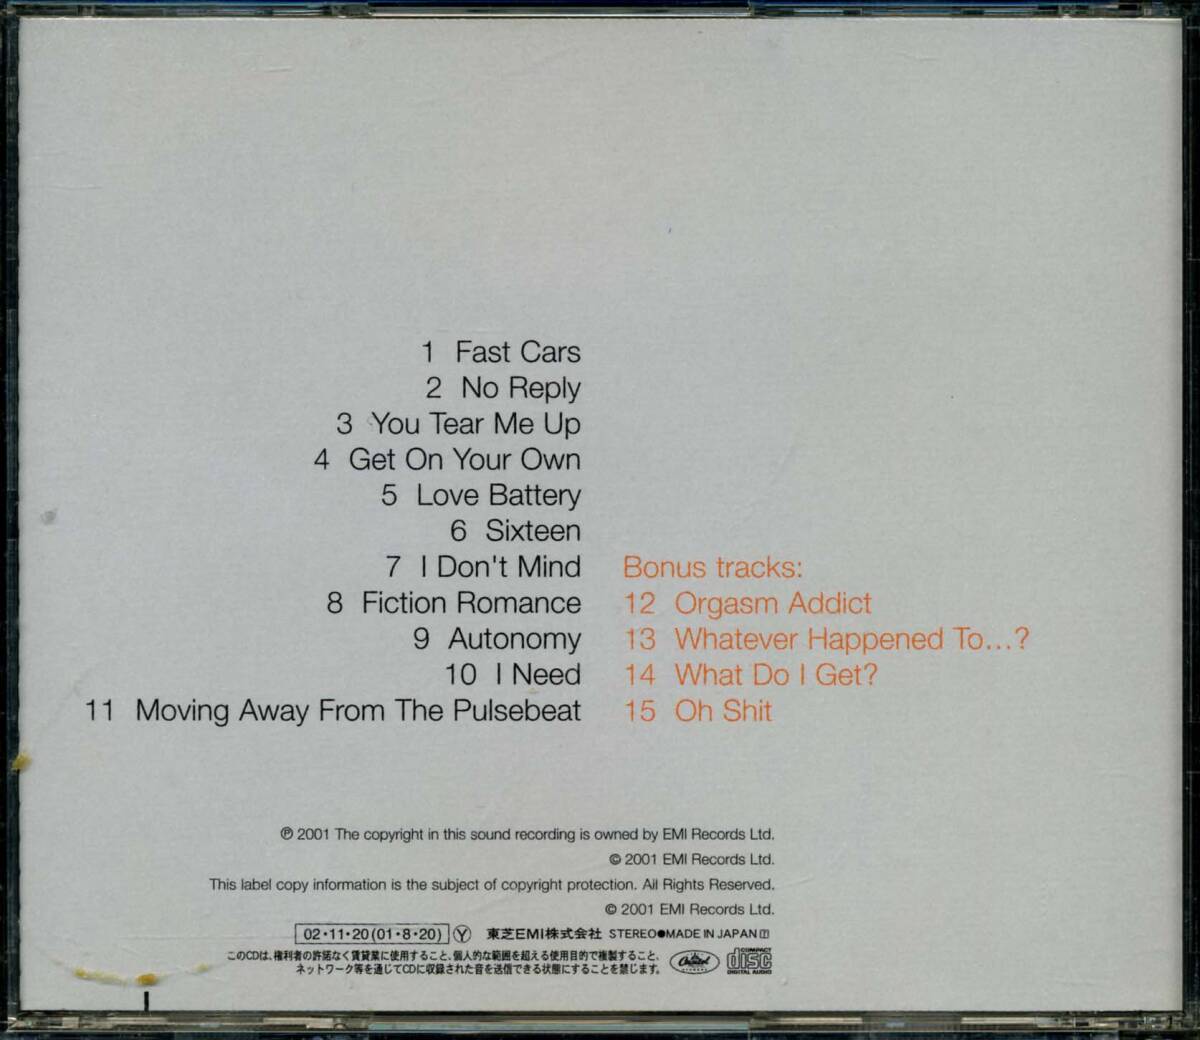 1 Fast Cars
2 No Reply
3 You Tear Me Up
4 Get On Your Own
5 Love Battery
6 Sixteen
7 I Don't Mind
8 Fiction Romance
9 Autonomy
10 I Need
11 Moving Away From The Pulsebeat
Bonus tracks:
12 Orgasm Addict
13 Whatever Happened To...?
14 What Do I Get?
15 Oh Shit
℗ 2001 The copyright in this sound recording is owned by EMI Records Ltd.
© 2001 EMI Records Ltd.
This label copy information is the subject of copyright protection. All Rights Reserved.
© 2001 EMI Records Ltd.
02・11・20(01・8・20) Ⓨ 東芝EMI株式会社 STEREO●MADE IN JAPAN
このCDは、権利者の許諾なく賃貸業に使用すること、個人的な範囲を超える使用目的で複製すること、
ネットワーク等を通じてCDに収録された音を送信できる状態にすることを禁じます。
Capitol
COMPACT
disc
DIGITAL AUDIO